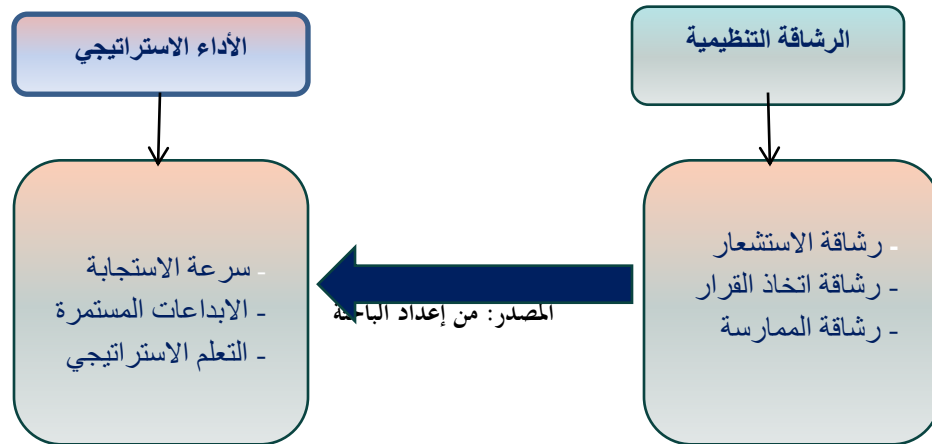 الرشاقة التنظيمية
الأداء الاستراتيجي
- رشاقة الاستشعار
- رشاقة اتخاذ القرار
- رشاقة الممارسة
- سرعة الاستجابة
- الابداعات المستمرة
- التعلم الاستراتيجي
المصدر: من إعداد الباحثة